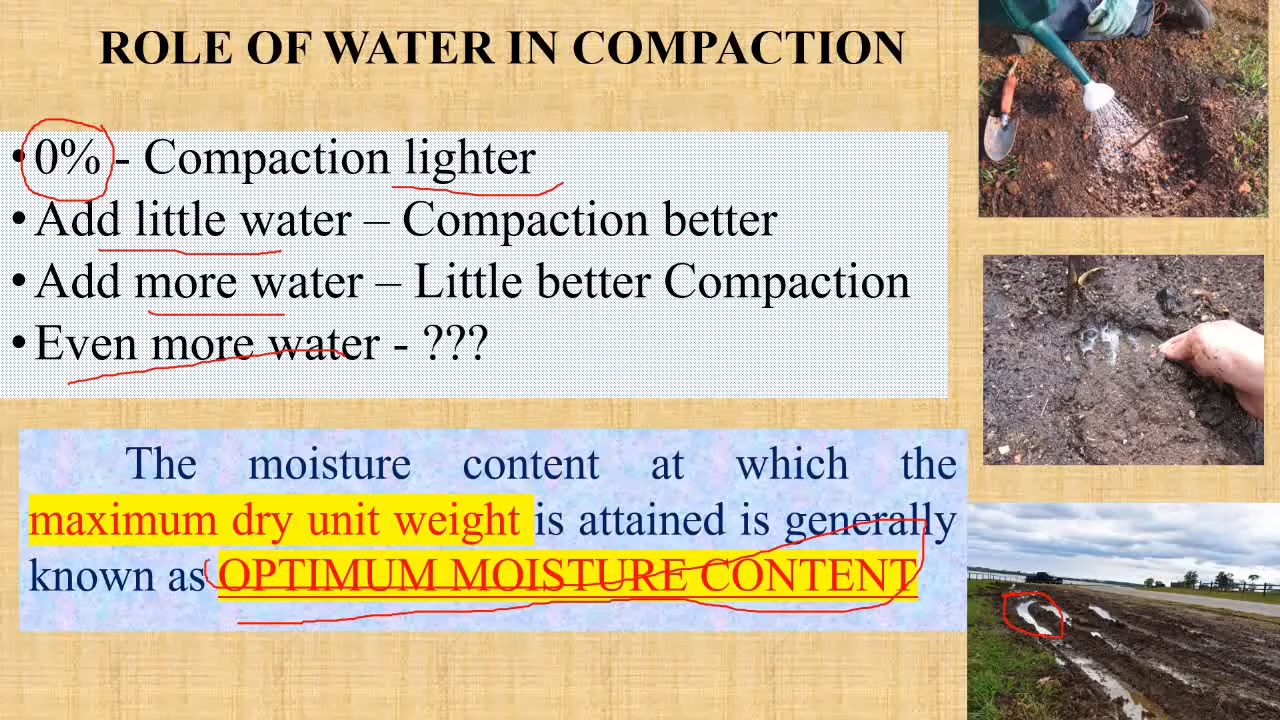 ROLE OF WATER IN COMPACTION
• 0% - Compaction lighter
• Add little water – Compaction better
• Add more water – Little better Compaction
• Even more water - ???
The moisture content at which the
maximum dry unit weight is attained is generally
known as OPTIMUM MOISTURE CONTENT